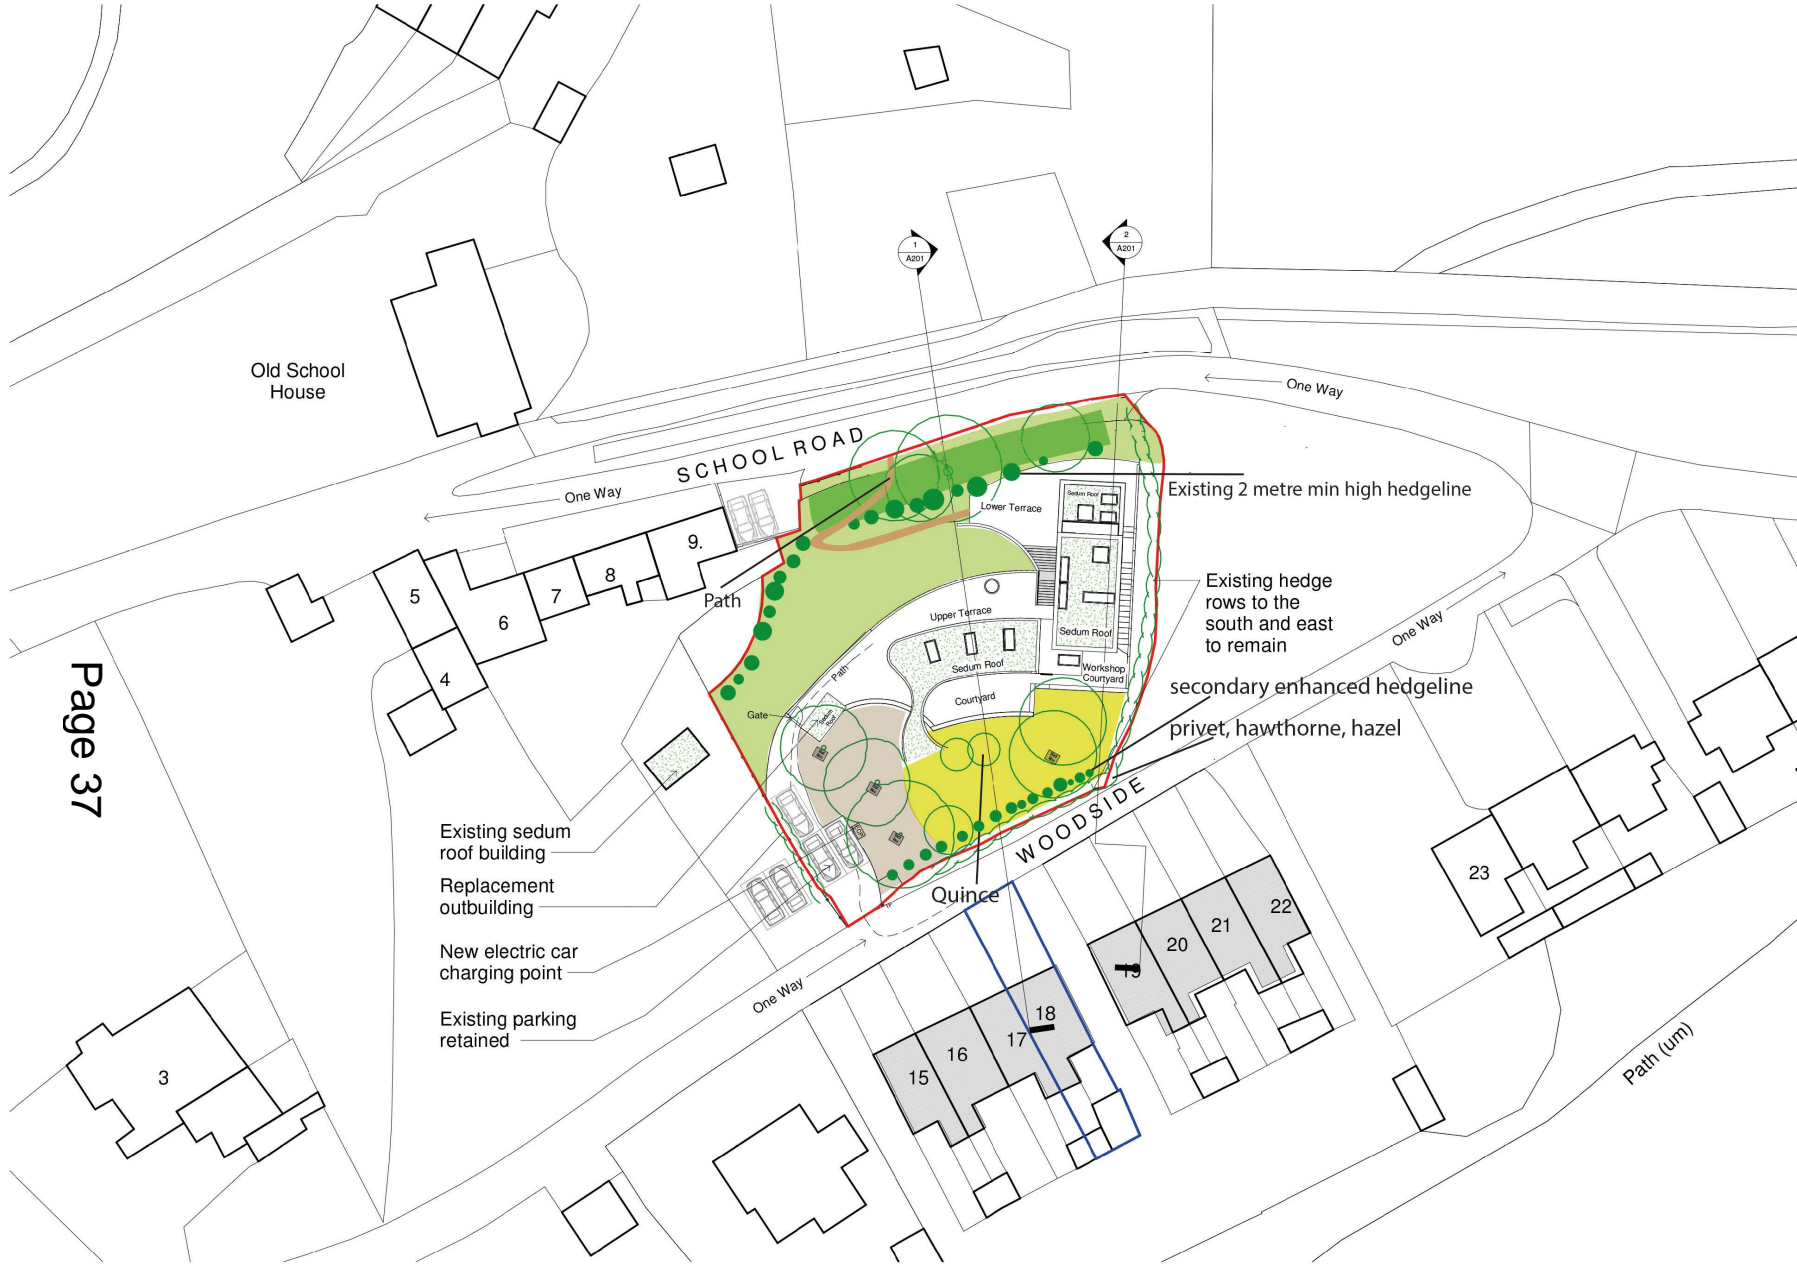 1
A201
2
A201
Old School
House
One Way
SCHOOL ROAD
One Way
Sedum Roof
Existing 2 metre min high hedgeline
Lower Terrace
9.
8
7
5
6
4
Path
Existing hedge
rows to the
south and east
to remain
One Way
Upper Terrace
Sedum Roof
Sedum Roof
Workshop
Courtyard
Path
Courtyard
secondary enhanced hedgeline
Gate
Sedum
Roof
privet, hawthorne, hazel
Page 37
WOODSIDE
Existing sedum
roof building
Replacement
outbuilding
Quince
New electric car
charging point
Existing parking
retained
One Way
23
22
21
20
19
18
17
16
15
3
Path (um)